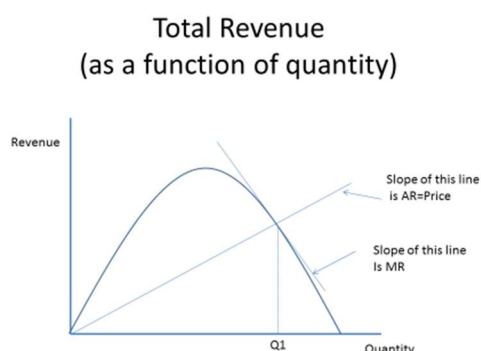 Total Revenue
(as a function of quantity)
Revenue
Slope of this line
is AR=Price
Slope of this line
Is MR
Q1
Quantity